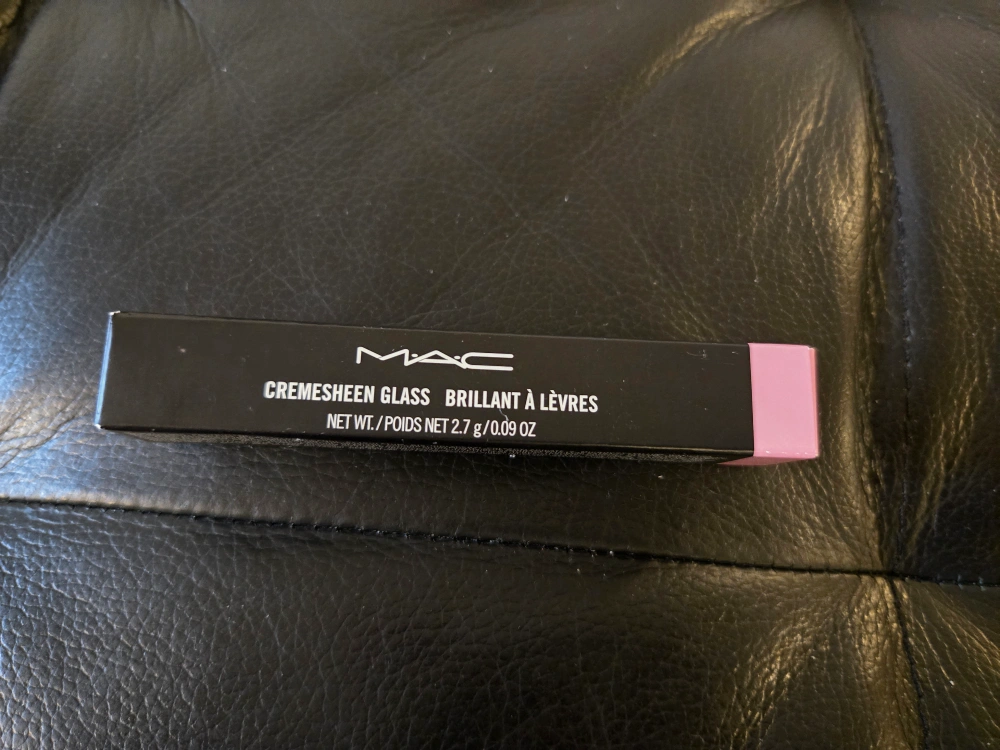 M·A·C
CREMESHEEN GLASS BRILLANT À LÈVRES
NET WT./POIDS NET 2.7 g/0.09 OZ